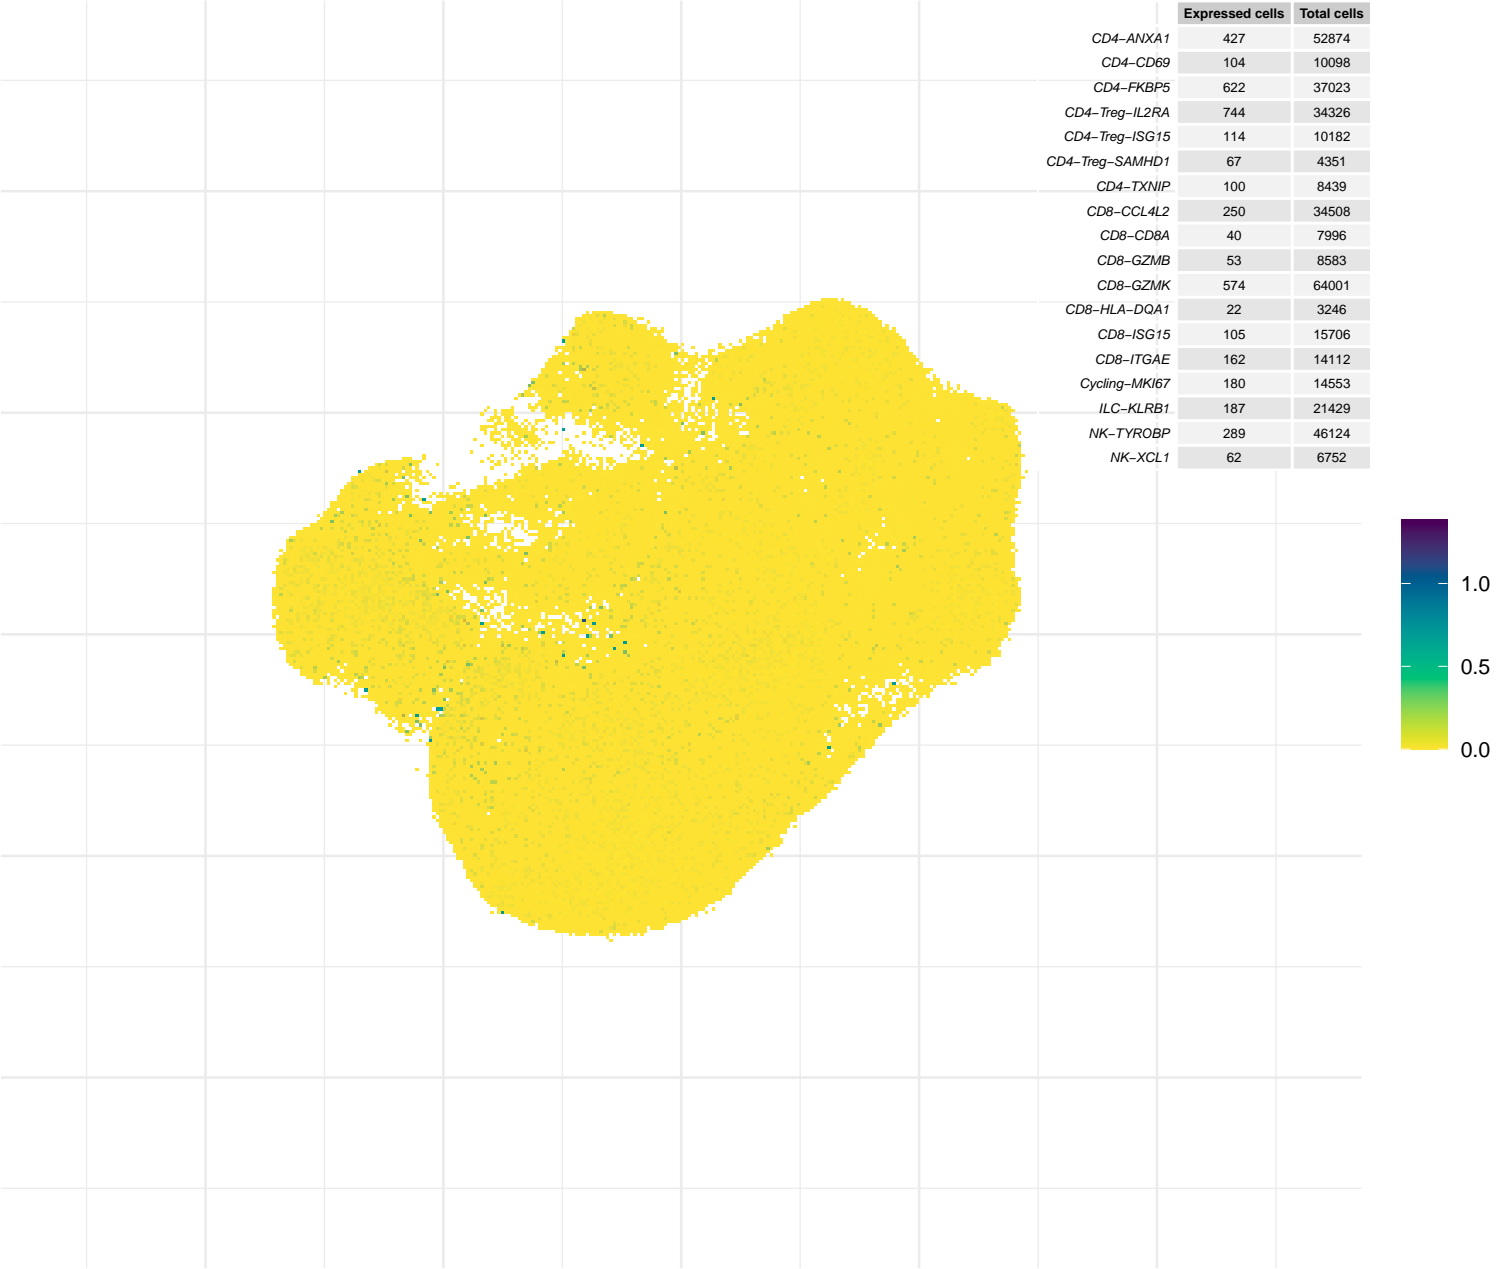 Expressed cells Total cells
CD4−ANXA1 427 52874
CD4−CD69 104 10098
CD4−FKBP5 622 37023
CD4−Treg−IL2RA 744 34326
CD4−Treg−ISG15 114 10182
CD4−Treg−SAMHD1 67 4351
CD4−TXNIP 100 8439
CD8−CCL4L2 250 34508
CD8−CD8A 40 7996
CD8−GZMB 53 8583
CD8−GZMK 574 64001
CD8−HLA−DQA1 22 3246
CD8−ISG15 105 15706
CD8−ITGAE 162 14112
Cycling−MKI67 180 14553
ILC−KLRB1 187 21429
NK−TYROBP 289 46124
NK−XCL1 62 6752
1.0
0.5
0.0